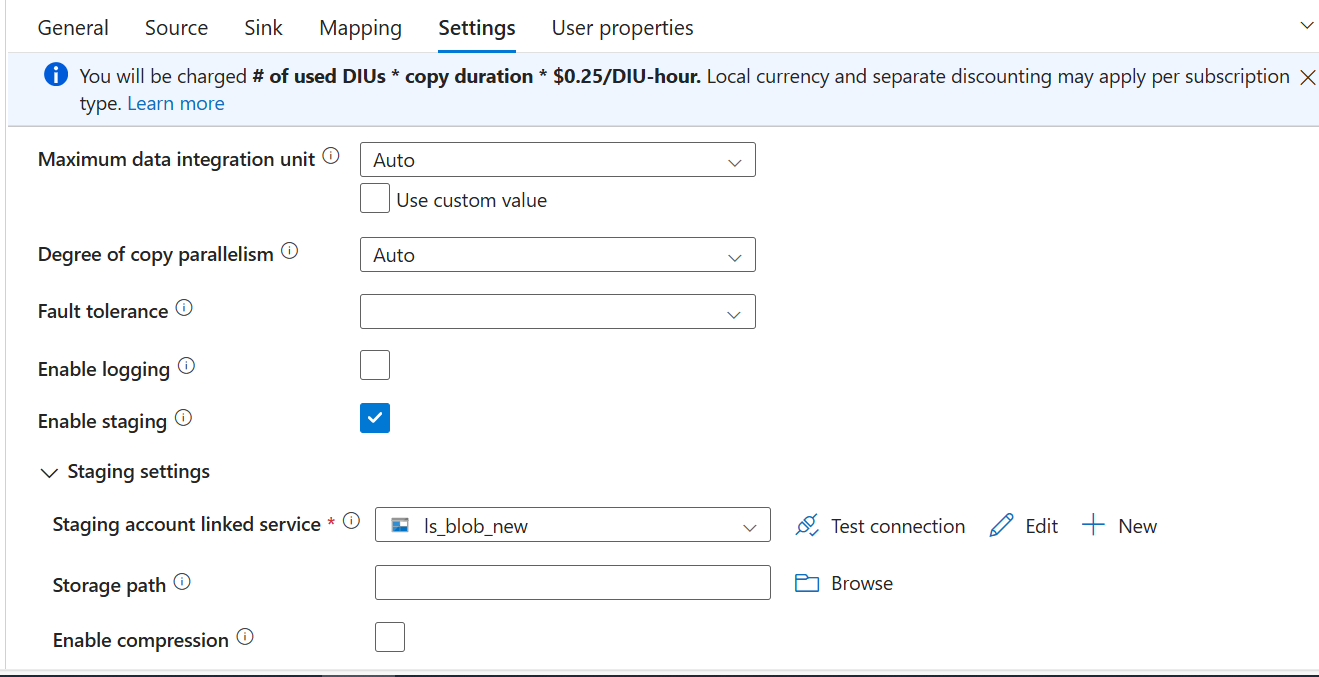 General Source Sink Mapping Settings User properties
You will be charged # of used DIUs * copy duration * $0.25/DIU-hour. Local currency and separate discounting may apply per subscription
type. Learn more
Maximum data integration unit Auto
Use custom value
Degree of copy parallelism Auto
Fault tolerance
Enable logging
Enable staging
Staging settings
Staging account linked service * ls_blob_new Test connection Edit New
Storage path Browse
Enable compression